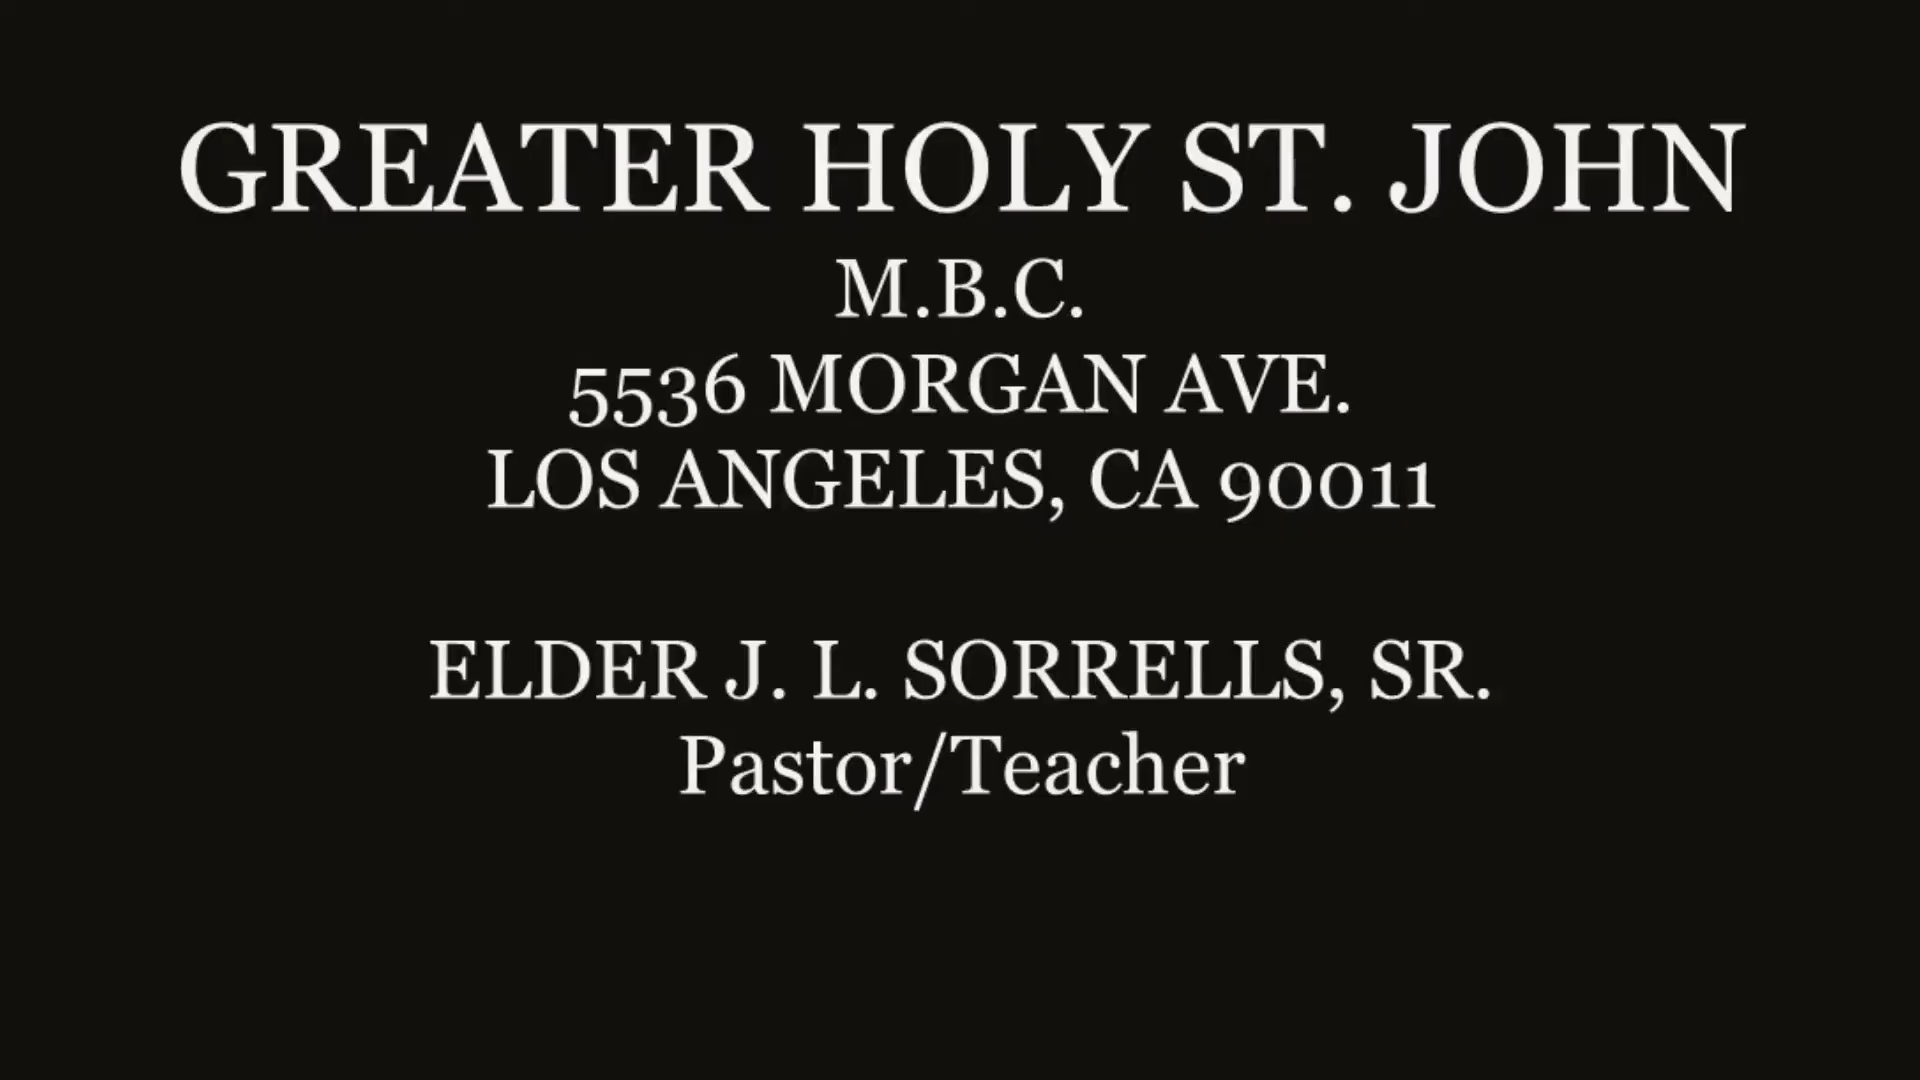 GREATER HOLY ST. JOHN
M.B.C.
5536 MORGAN AVE.
LOS ANGELES, CA 90011
ELDER J. L. SORRELLS, SR.
Pastor/Teacher